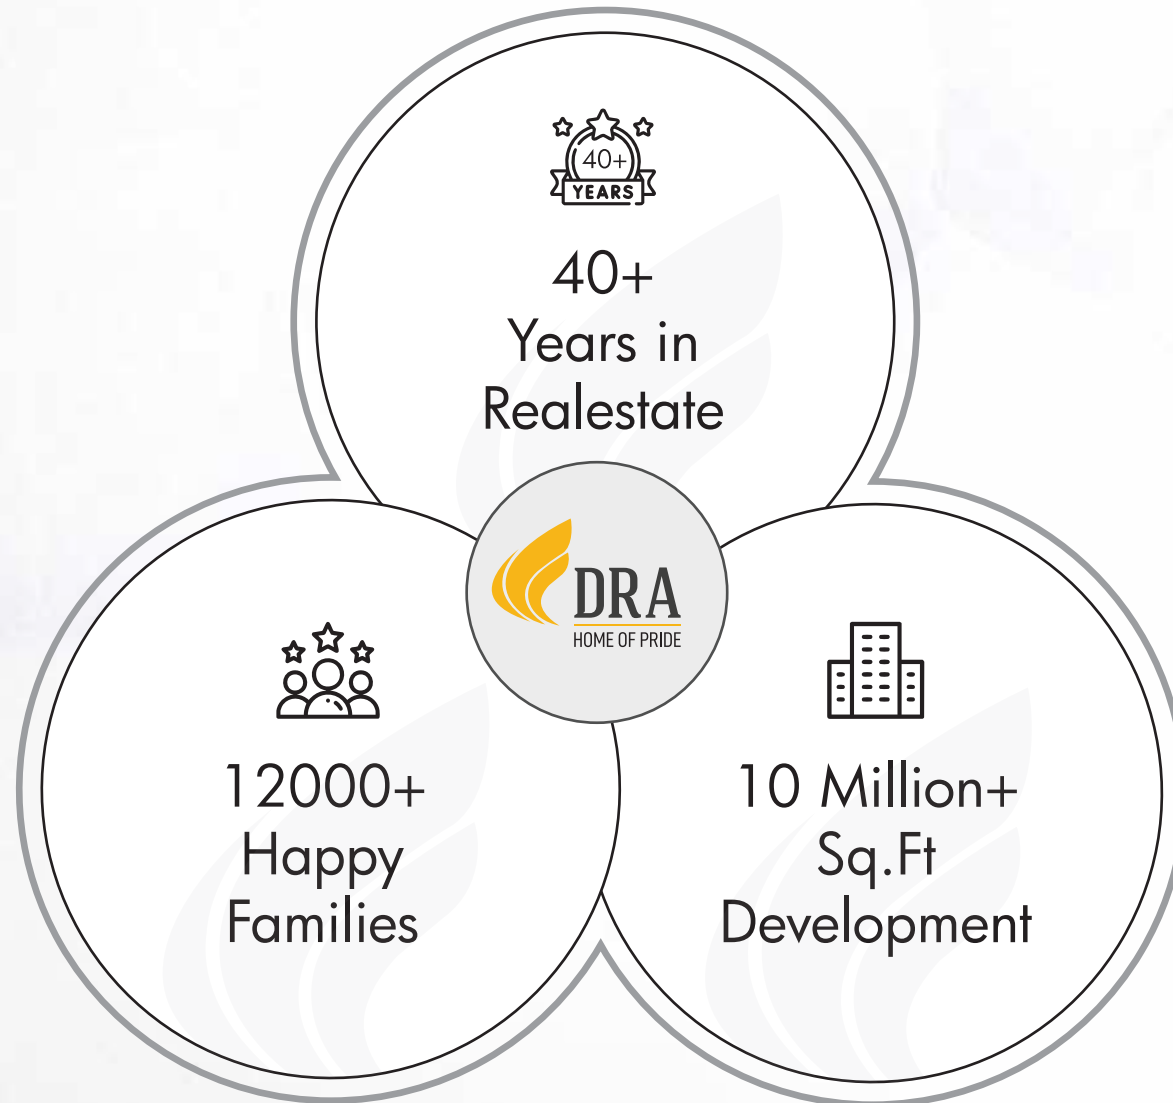 40+
YEARS
40+
Years in
Realestate
DRA
HOME OF PRIDE
12000+
Happy
Families
10 Million+
Sq.Ft
Development